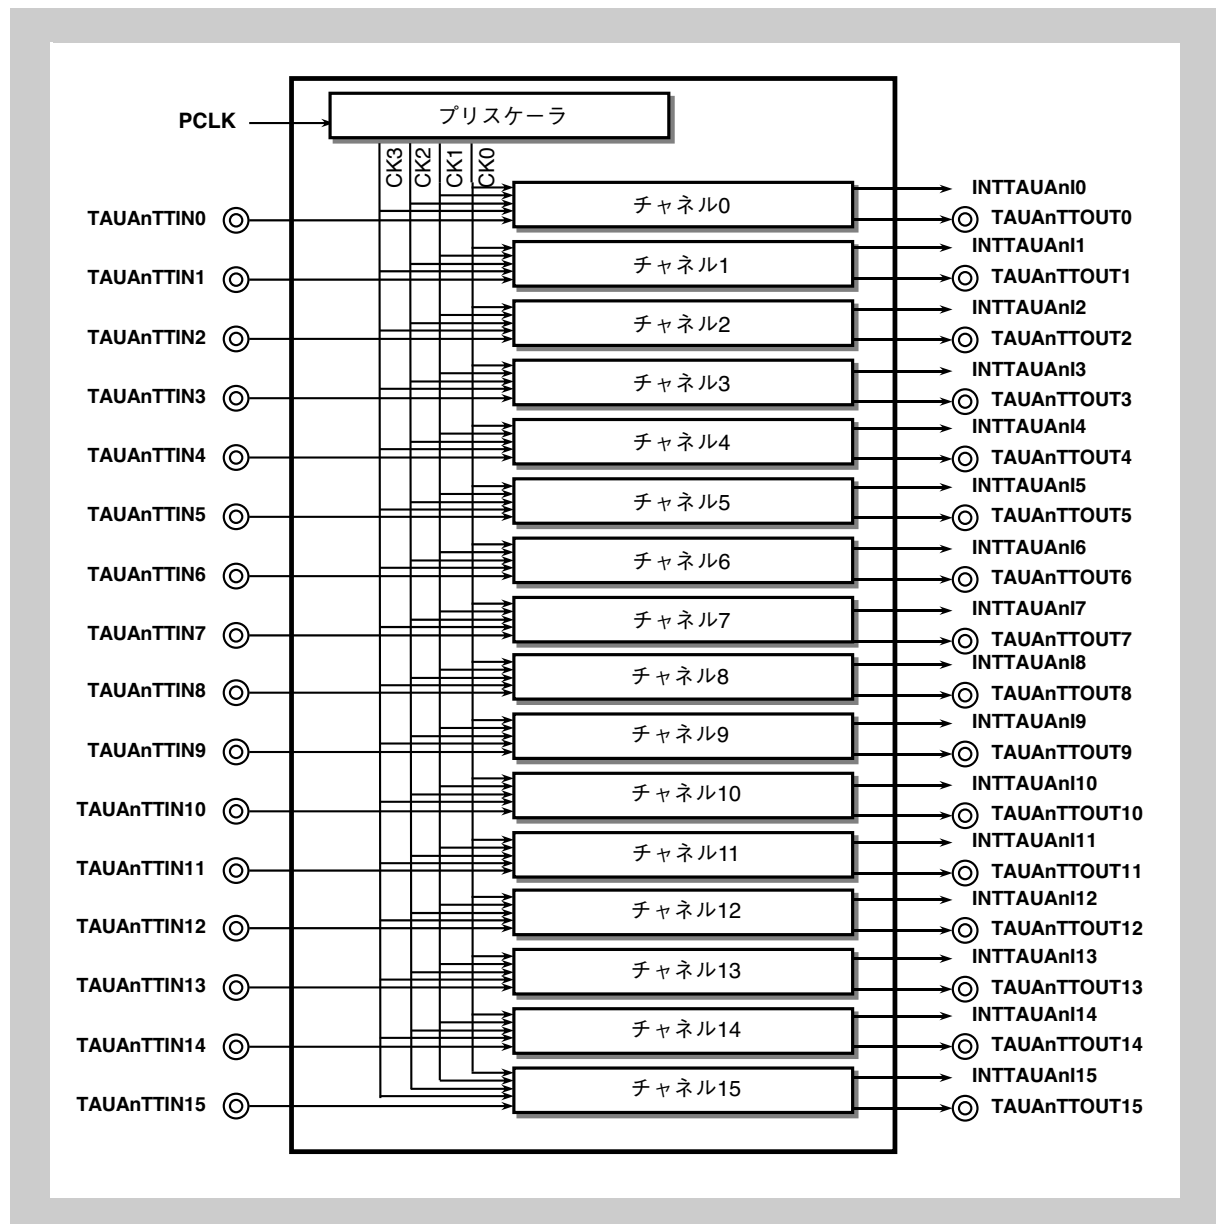 プリスケーラ
PCLK
CK3
CK2
CK1
CK0
TAUAnTTIN0
チャネル0
INTTAUAnI0
TAUAnTTOUT0
TAUAnTTIN1
チャネル1
INTTAUAnI1
TAUAnTTOUT1
TAUAnTTIN2
チャネル2
INTTAUAnI2
TAUAnTTOUT2
TAUAnTTIN3
チャネル3
INTTAUAnI3
TAUAnTTOUT3
TAUAnTTIN4
チャネル4
INTTAUAnI4
TAUAnTTOUT4
TAUAnTTIN5
チャネル5
INTTAUAnI5
TAUAnTTOUT5
TAUAnTTIN6
チャネル6
INTTAUAnI6
TAUAnTTOUT6
TAUAnTTIN7
チャネル7
INTTAUAnI7
TAUAnTTOUT7
TAUAnTTIN8
チャネル8
INTTAUAnI8
TAUAnTTOUT8
TAUAnTTIN9
チャネル9
INTTAUAnI9
TAUAnTTOUT9
TAUAnTTIN10
チャネル10
INTTAUAnI10
TAUAnTTOUT10
TAUAnTTIN11
チャネル11
INTTAUAnI11
TAUAnTTOUT11
TAUAnTTIN12
チャネル12
INTTAUAnI12
TAUAnTTOUT12
TAUAnTTIN13
チャネル13
INTTAUAnI13
TAUAnTTOUT13
TAUAnTTIN14
チャネル14
INTTAUAnI14
TAUAnTTOUT14
TAUAnTTIN15
チャネル15
INTTAUAnI15
TAUAnTTOUT15